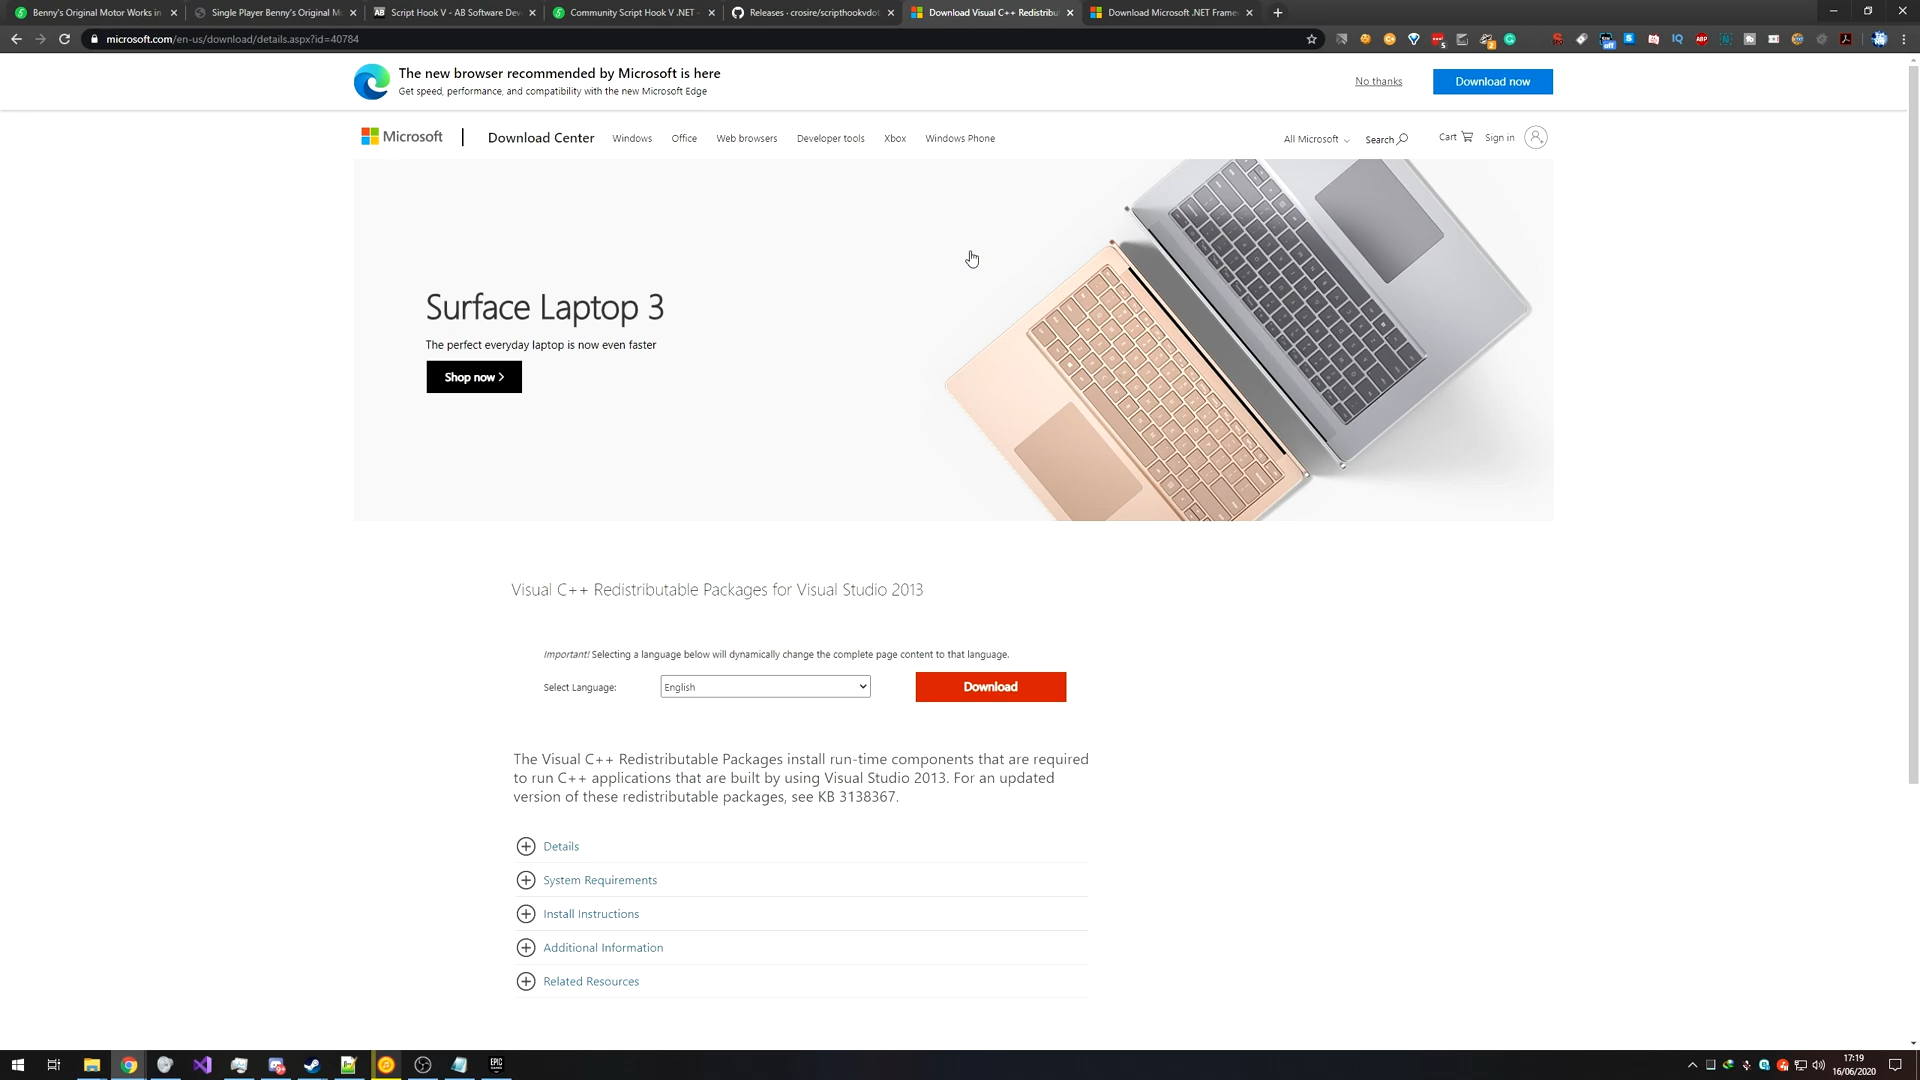 Benny's Original Motor Works in
Single Player Benny's Original Mo
Script Hook V - AB Software Deve
Community Script Hook V .NET -
Releases · crosire/scripthookvdot
Download Visual C++ Redistribut
Download Microsoft .NET Frame
microsoft.com/en-us/download/details.aspx?id=40784
The new browser recommended by Microsoft is here
Get speed, performance, and compatibility with the new Microsoft Edge
No thanks
Download now
Microsoft
Download Center
Windows
Office
Web browsers
Developer tools
Xbox
Windows Phone
All Microsoft
Search
Cart
Sign in
Surface Laptop 3
The perfect everyday laptop is now even faster
Shop now
Visual C++ Redistributable Packages for Visual Studio 2013
Important! Selecting a language below will dynamically change the complete page content to that language.
Select Language:
English
Download
The Visual C++ Redistributable Packages install run-time components that are required
to run C++ applications that are built by using Visual Studio 2013. For an updated
version of these redistributable packages, see KB 3138367.
Details
System Requirements
Install Instructions
Additional Information
Related Resources
EPIC
17:19
16/06/2020